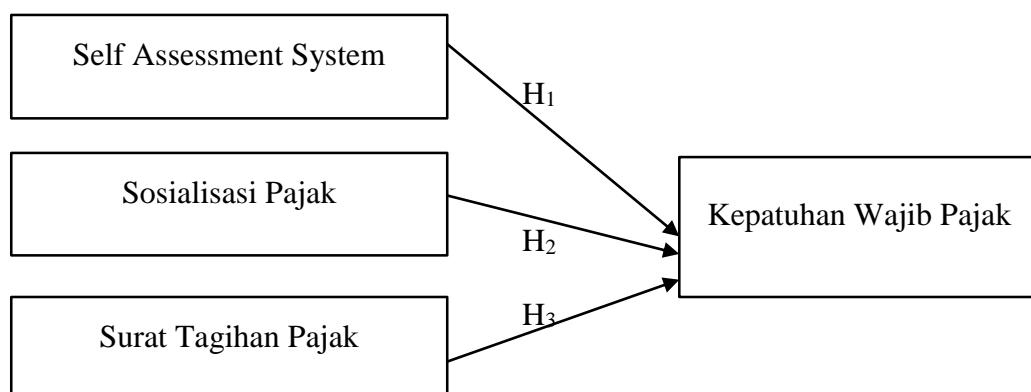 Self Assessment System
H₁
Sosialisasi Pajak
Kepatuhan Wajib Pajak
H₂
Surat Tagihan Pajak
H₃